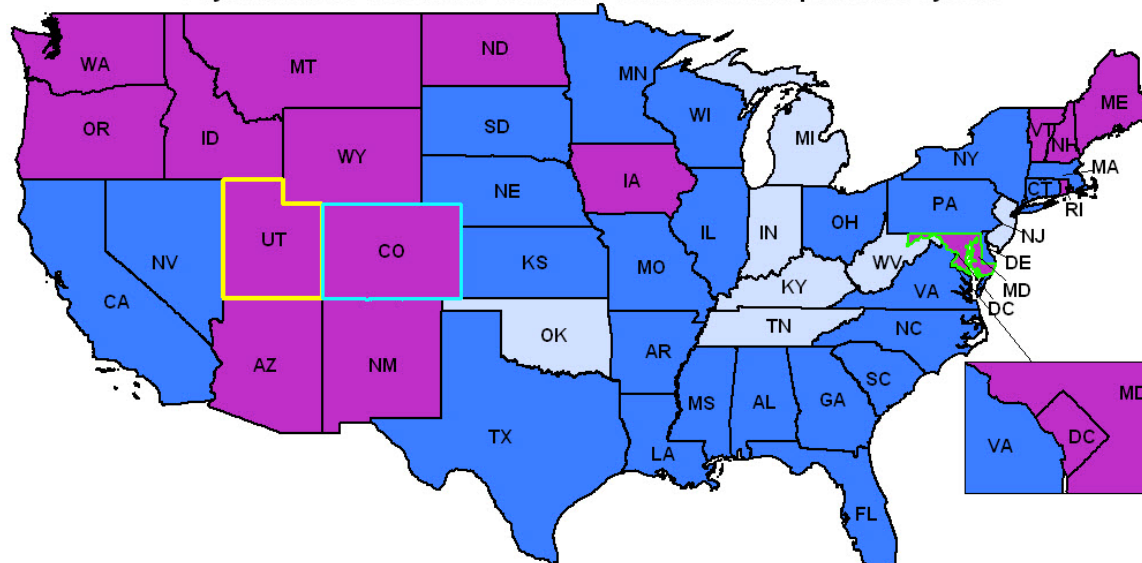 WA
MT
ND
MN
ME
OR
ID
SD
WI
MI
VT
NH
WY
NY
MA
NE
IA
CT
RI
PA
UT
CO
IL
IN
OH
NJ
NV
KS
MO
WV
DE
CA
KY
VA
MD
DC
OK
TN
NC
AZ
NM
AR
SC
MS
AL
GA
TX
LA
FL
MD
VA
DC